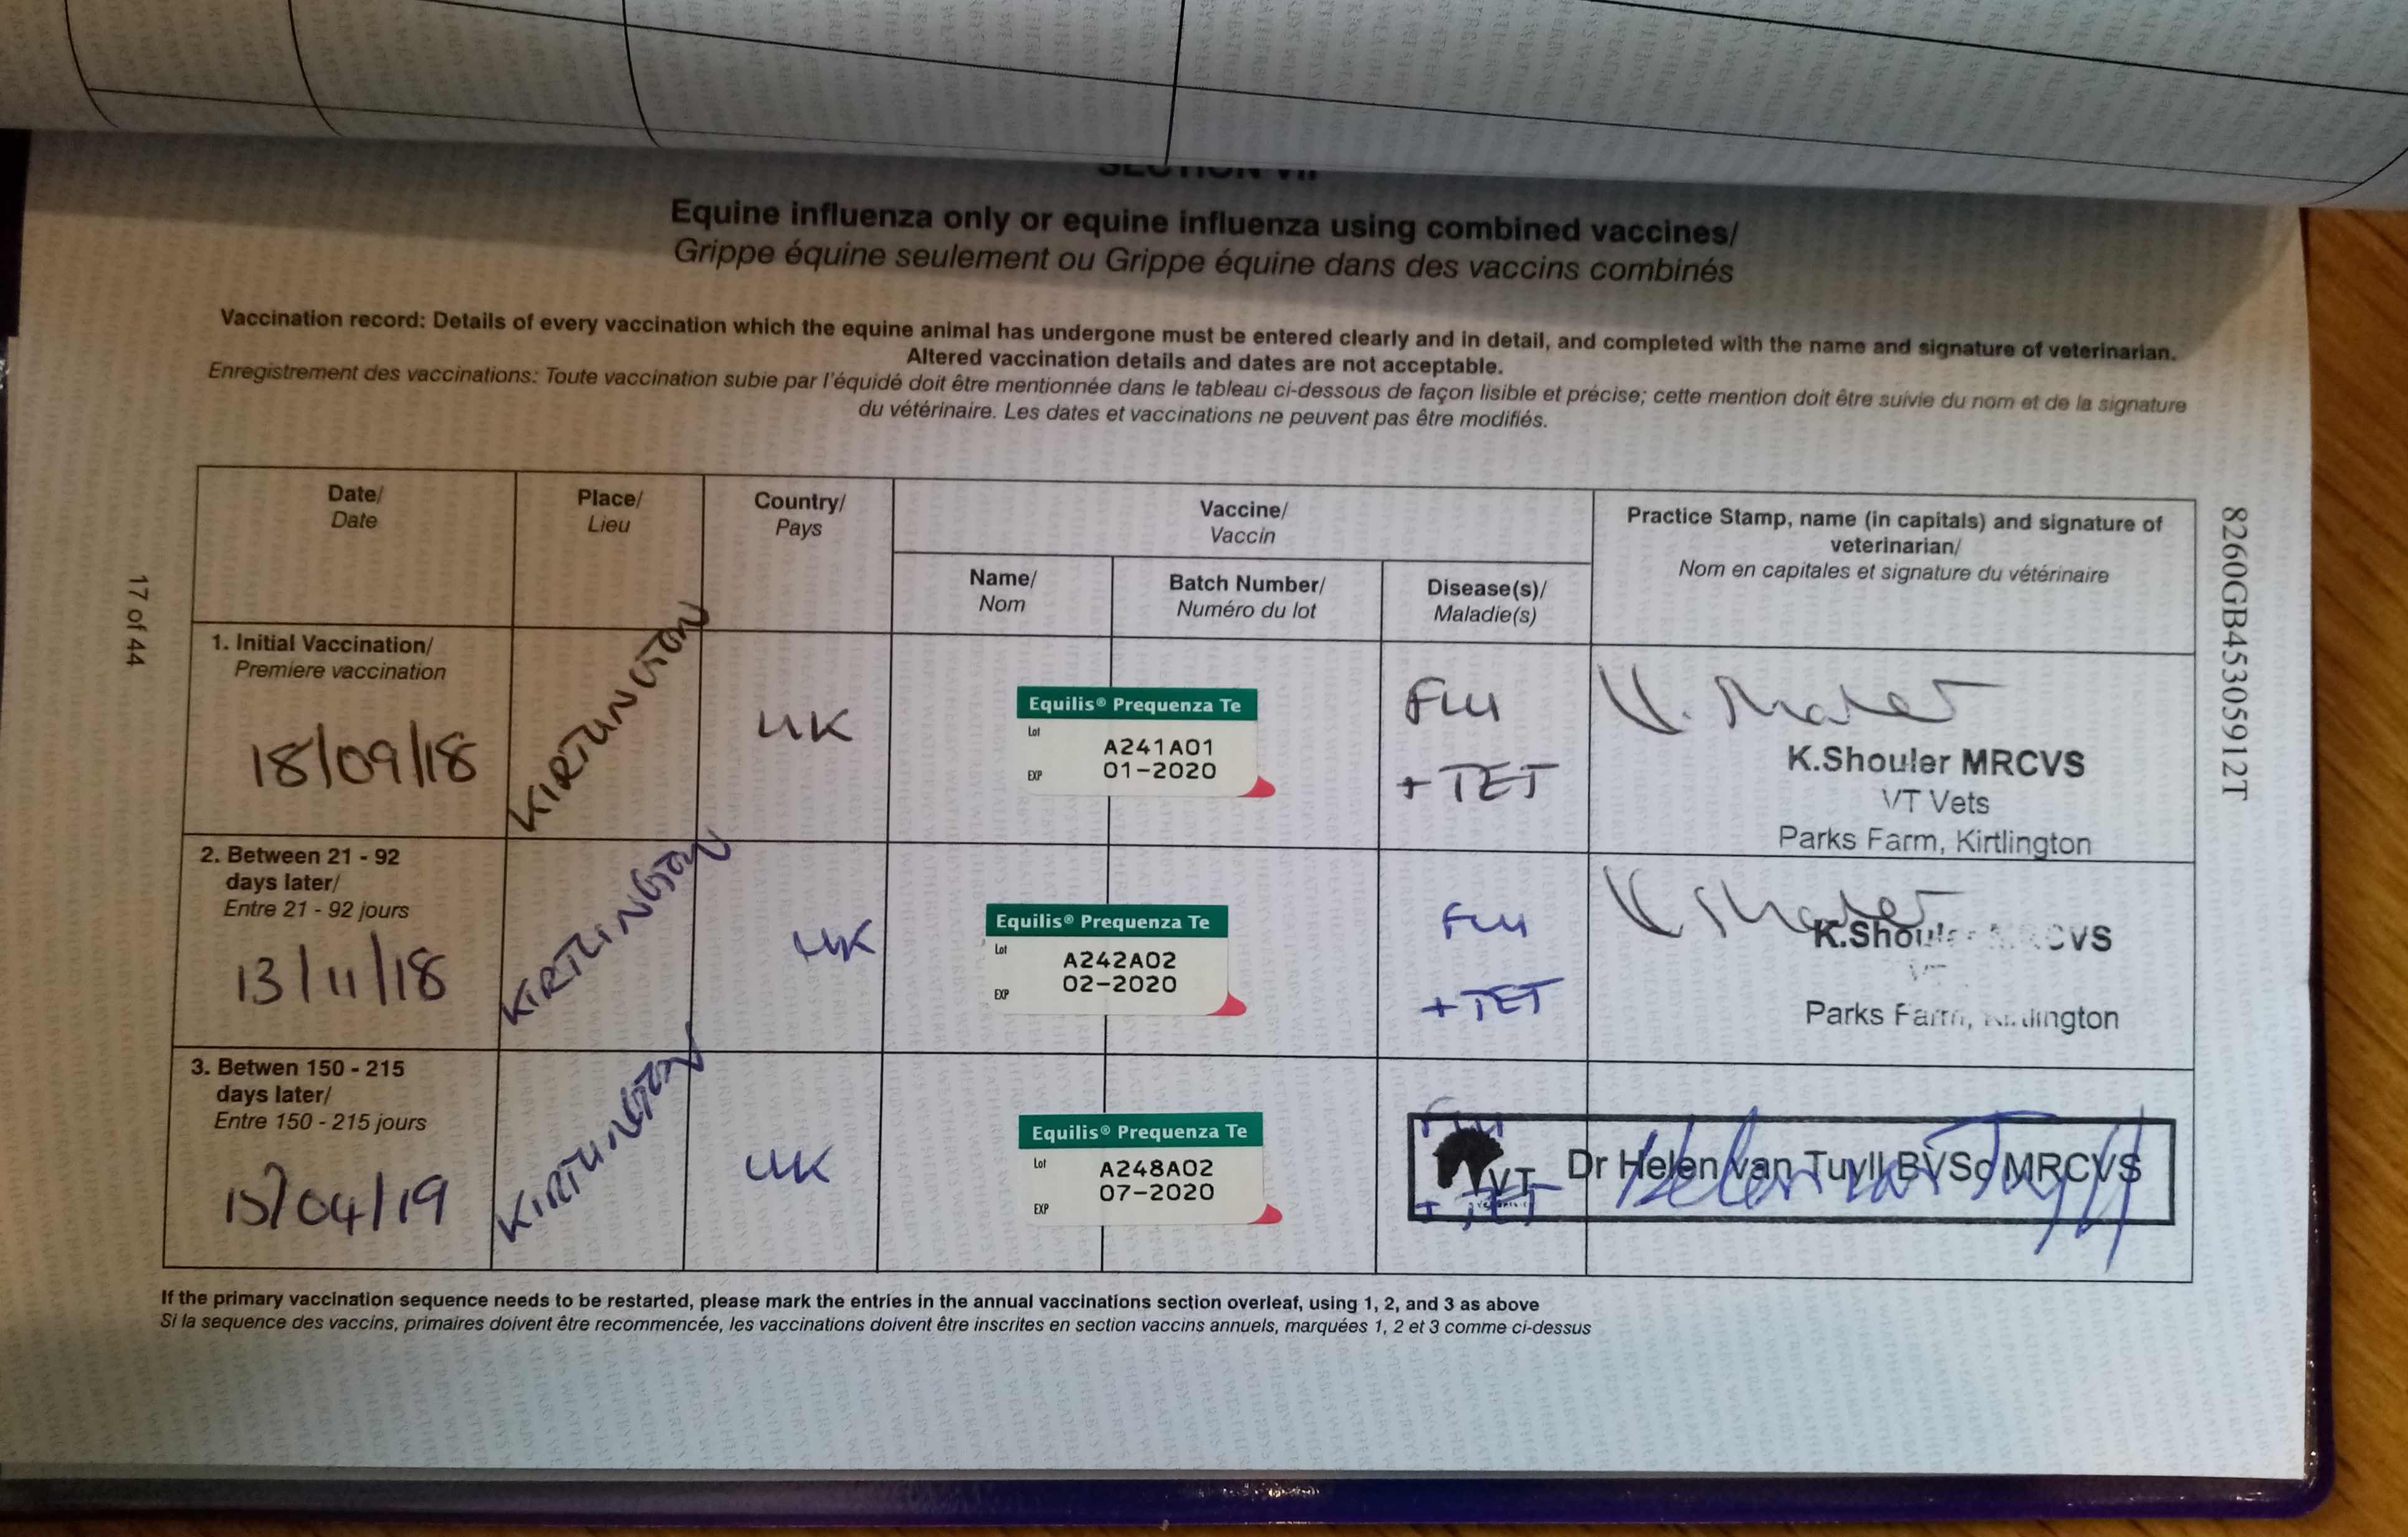 SECTION VII
Equine influenza only or equine influenza using combined vaccines/
Grippe équine seulement ou Grippe équine dans des vaccins combinés
Vaccination record: Details of every vaccination which the equine animal has undergone must be entered clearly and in detail, and completed with the name and signature of veterinarian.
Altered vaccination details and dates are not acceptable.
Enregistrement des vaccinations: Toute vaccination subie par l'équidé doit être mentionnée dans le tableau ci-dessous de façon lisible et précise; cette mention doit être suivie du nom et de la signature
du vétérinaire. Les dates et vaccinations ne peuvent pas être modifiés.
Date/
Date
Place/
Lieu
Country/
Pays
Vaccine/
Vaccin
Name/
Nom
Batch Number/
Numéro du lot
Disease(s)/
Maladie(s)
Practice Stamp, name (in capitals) and signature of
veterinarian/
Nom en capitales et signature du vétérinaire
1. Initial Vaccination/
Premiere vaccination
18/09/18
KIRTLINGTON
UK
Equilis® Prequenza Te
Lot A241A01
EXP 01-2020
FLU
+ TET
K.Shouler MRCVS
VT Vets
Parks Farm, Kirtlington
2. Between 21 - 92
days later/
Entre 21 - 92 jours
13/11/18
KIRTLINGTON
UK
Equilis® Prequenza Te
Lot A242A02
EXP 02-2020
FLU
+ TET
K.Shouler MRCVS
Parks Farm, Kirtlington
3. Betwen 150 - 215
days later/
Entre 150 - 215 jours
15/04/19
KIRTLINGTON
UK
Equilis® Prequenza Te
Lot A248A02
EXP 07-2020
FLU
+ TET
VT
Dr Helen van Tuyll BVSc MRCVS
If the primary vaccination sequence needs to be restarted, please mark the entries in the annual vaccinations section overleaf, using 1, 2, and 3 as above
Si la sequence des vaccins, primaires doivent être recommencée, les vaccinations doivent être inscrites en section vaccins annuels, marquées 1, 2 et 3 comme ci-dessus
17 of 44
8260GB45305912T